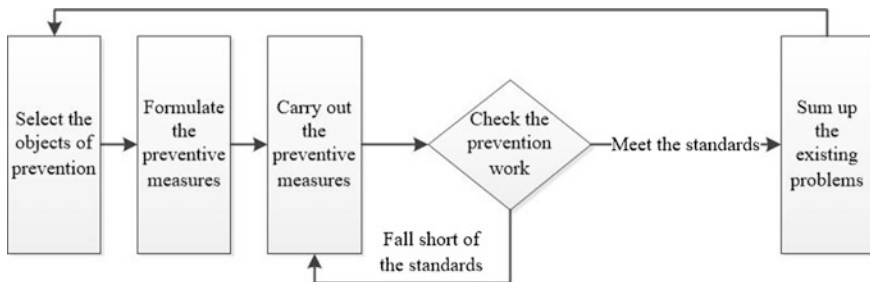 Select the
objects of
prevention
Formulate
the
preventive
measures
Carry out
the
preventive
measures
Check the
prevention
work
Meet the standards
Sum up
the
existing
problems
Fall short of
the standards